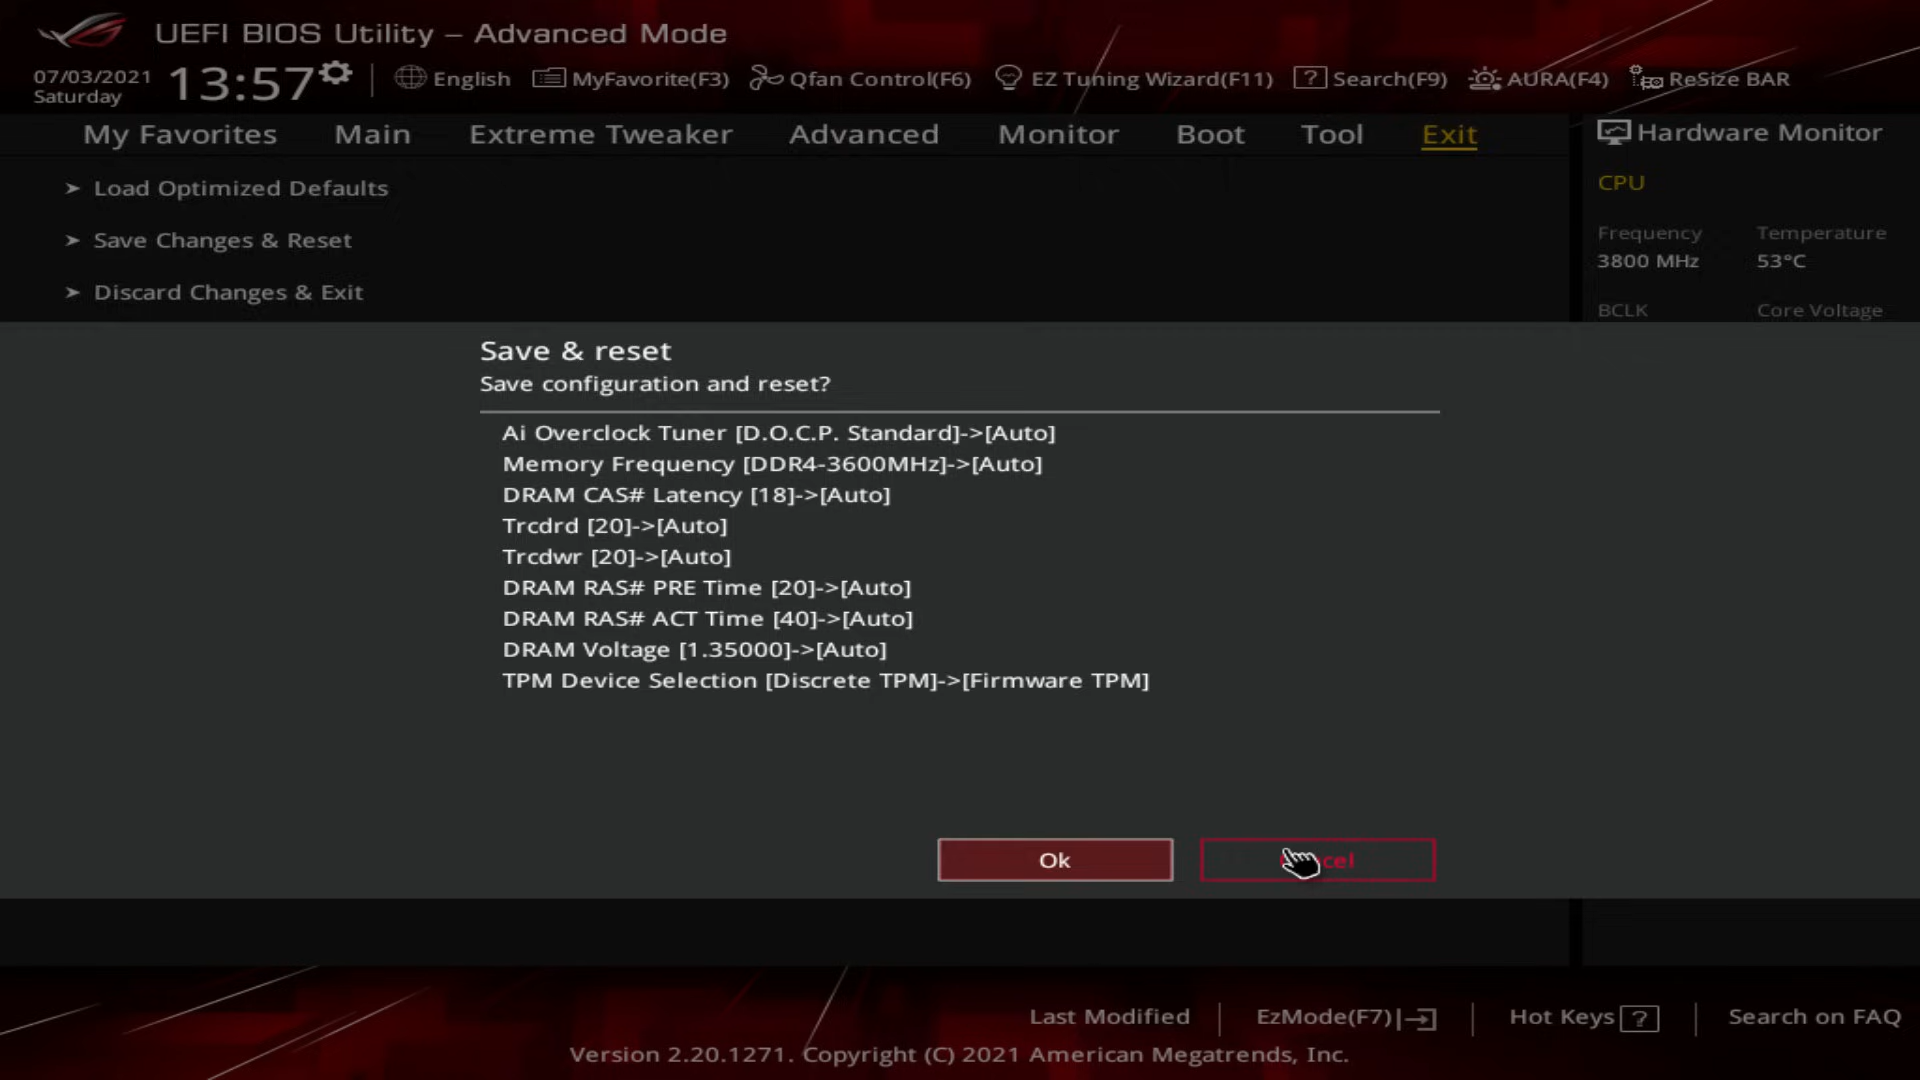 UEFI BIOS Utility – Advanced Mode
07/03/2021
Saturday
13:57
English
MyFavorite(F3)
Qfan Control(F6)
EZ Tuning Wizard(F11)
Search(F9)
AURA(F4)
ReSize BAR
My Favorites
Main
Extreme Tweaker
Advanced
Monitor
Boot
Tool
Exit
Hardware Monitor
Load Optimized Defaults
Save Changes & Reset
Discard Changes & Exit
CPU
Frequency
Temperature
3800 MHz
53°C
BCLK
Core Voltage
Save & reset
Save configuration and reset?
Ai Overclock Tuner [D.O.C.P. Standard]->[Auto]
Memory Frequency [DDR4-3600MHz]->[Auto]
DRAM CAS# Latency [18]->[Auto]
Trcdrd [20]->[Auto]
Trcdwr [20]->[Auto]
DRAM RAS# PRE Time [20]->[Auto]
DRAM RAS# ACT Time [40]->[Auto]
DRAM Voltage [1.35000]->[Auto]
TPM Device Selection [Discrete TPM]->[Firmware TPM]
Ok
Last Modified
EzMode(F7)
Hot Keys ?
Search on FAQ
Version 2.20.1271. Copyright (C) 2021 American Megatrends, Inc.